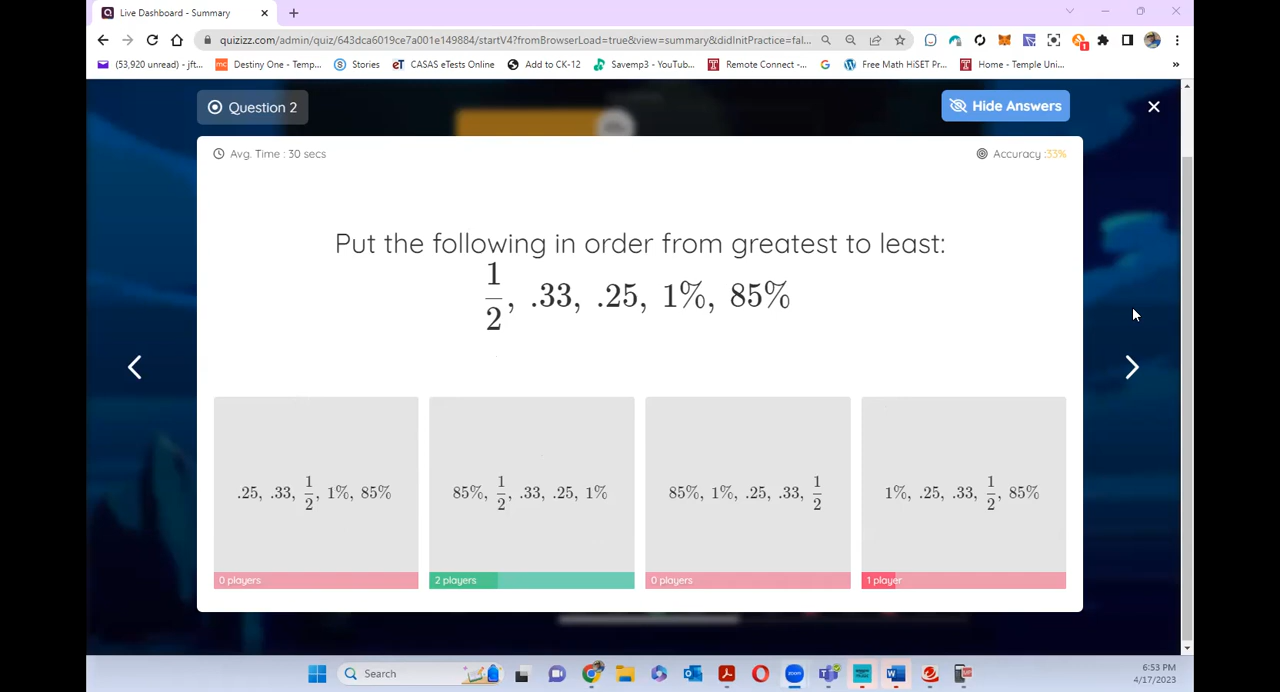 Live Dashboard - Summary
quizizz.com/admin/quiz/643dca6019ce7a001e149884/startV4?fromBrowserLoad=true&view=summary&didInitPractice=fal...
(53,920 unread) - jft...
Destiny One - Temp...
Stories
CASAS eTests Online
Add to CK-12
Savemp3 - YouTub...
Remote Connect -...
Free Math HiSET Pr...
Home - Temple Uni...
»
Question 2
Hide Answers
Avg. Time : 30 secs
Accuracy :33%
Put the following in order from greatest to least:
1/2, .33, .25, 1%, 85%
.25, .33, 1/2, 1%, 85%
85%, 1/2, .33, .25, 1%
85%, 1%, .25, .33, 1/2
1%, .25, .33, 1/2, 85%
0 players
2 players
0 players
1 player
Search
6:53 PM
4/17/2023